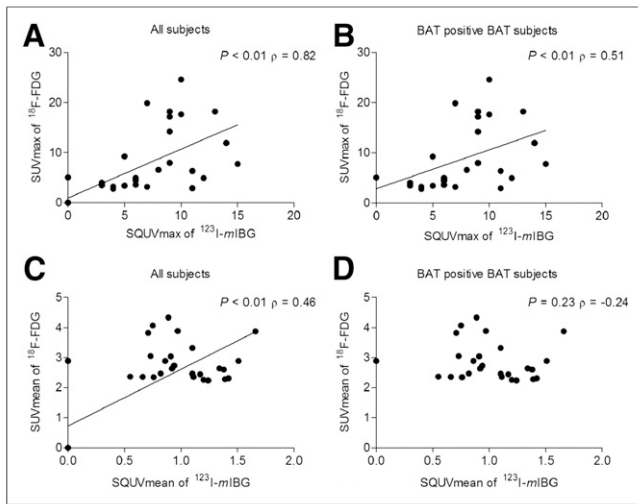 A
All subjects
P < 0.01 ρ = 0.82
SUVmax of ¹⁸F-FDG
30
20
10
0
0 5 10 15 20
SQUVmax of ¹²³I-mIBG
B
BAT positive BAT subjects
P < 0.01 ρ = 0.51
SUVmax of ¹⁸F-FDG
30
20
10
0
0 5 10 15 20
SQUVmax of ¹²³I-mIBG
C
All subjects
P < 0.01 ρ = 0.46
SUVmean of ¹⁸F-FDG
5
4
3
2
1
0
0.0 0.5 1.0 1.5 2.0
SQUVmean of ¹²³I-mIBG
D
BAT positive BAT subjects
P = 0.23 ρ = -0.24
SUVmean of ¹⁸F-FDG
5
4
3
2
1
0
0.0 0.5 1.0 1.5 2.0
SQUVmean of ¹²³I-mIBG